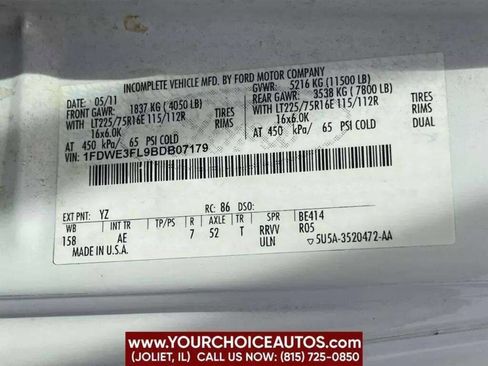 INCOMPLETE VEHICLE MFD. BY FORD MOTOR COMPANY
DATE: 05/11 GVWR: 5216 KG (11500 LB)
FRONT GAWR: 1837 KG (4050 LB) REAR GAWR: 3538 KG (7800 LB)
WITH LT225/75R16E 115/112R TIRES WITH LT225/75R16E 115/112R TIRES
16x6.0K RIMS 16x6.0K RIMS
AT 450 kPa/ 65 PSI COLD AT 450 kPa/ 65 PSI COLD DUAL
VIN: 1FDWE3FL9BDB07179
EXT PNT: YZ RC: 86 DSO:
WB INT TR TP/PS R AXLE TR SPR BE414
158 AE 7 52 T RRVV R05
MADE IN U.S.A. ULN ▽5U5A-3520472-AA
WWW.YOURCHOICEAUTOS.COM
(JOLIET, IL) CALL US NOW: (815) 725-0850